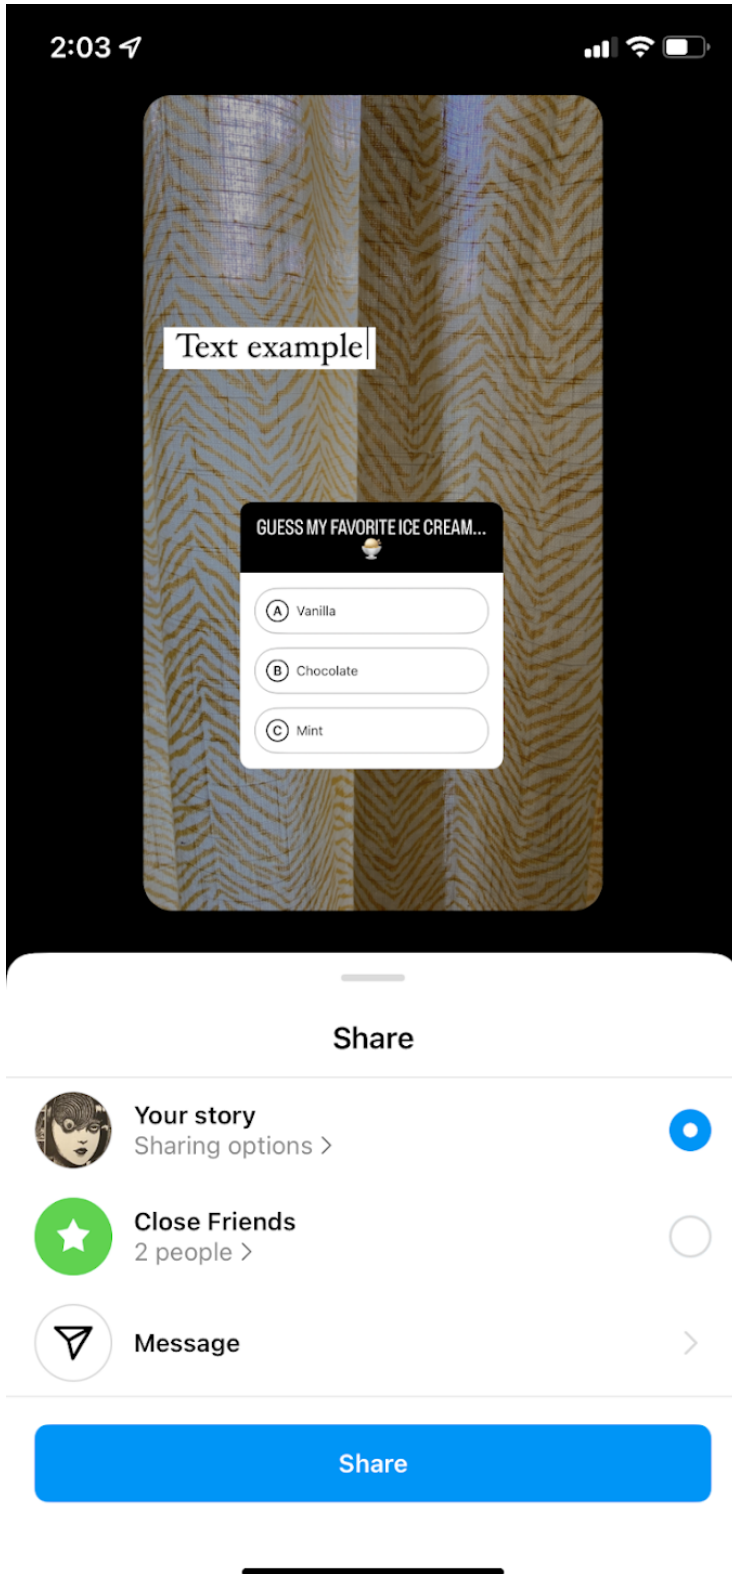 2:03
Text example
GUESS MY FAVORITE ICE CREAM...
🍨
A Vanilla
B Chocolate
C Mint
Share
Your story
Sharing options >
Close Friends
2 people >
Message
Share